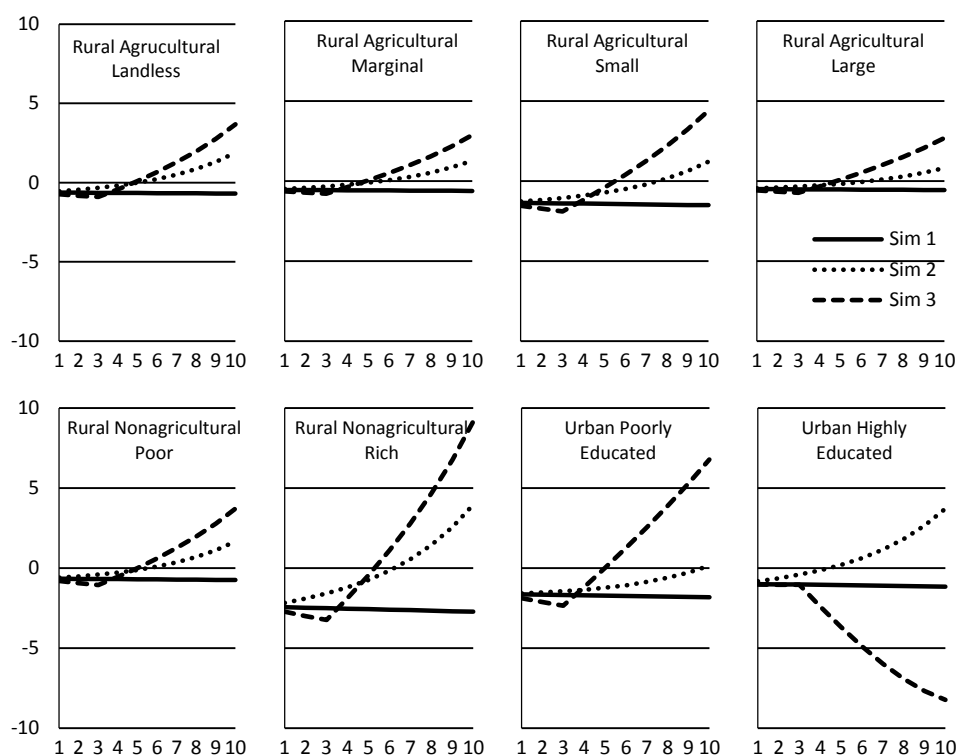 10
5
0
-5
-10
Rural Agrucultural
Landless
1 2 3 4 5 6 7 8 9 10
Rural Agricultural
Marginal
1 2 3 4 5 6 7 8 9 10
Rural Agricultural
Small
1 2 3 4 5 6 7 8 9 10
Rural Agricultural
Large
Sim 1
Sim 2
Sim 3
1 2 3 4 5 6 7 8 9 10
10
5
0
-5
-10
Rural Nonagricultural
Poor
1 2 3 4 5 6 7 8 9 10
Rural Nonagricultural
Rich
1 2 3 4 5 6 7 8 9 10
Urban Poorly
Educated
1 2 3 4 5 6 7 8 9 10
Urban Highly
Educated
1 2 3 4 5 6 7 8 9 10